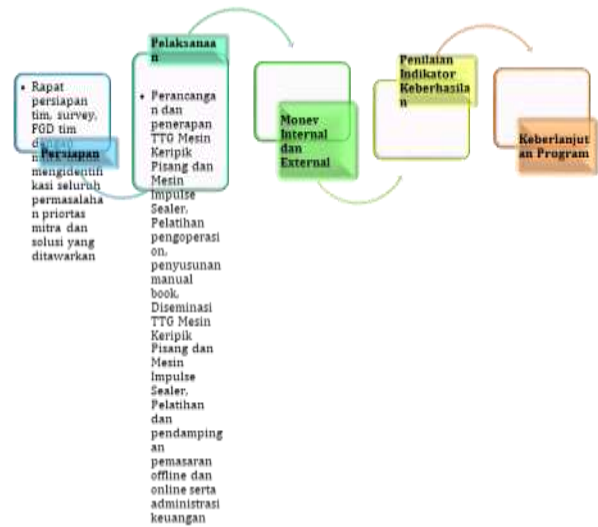 • Rapat
persiapan
tim, survey,
FGD tim
dengan
Persiapan
mengidentifi
kasi seluruh
permasalaha
n priortas
mitra dan
solusi yang
ditawarkan
Pelaksanaa
n
• Perancanga
n dan
penerapan
TTG Mesin
Keripik
Pisang dan
Mesin
Impulse
Sealer,
Pelatihan
pengoperasi
on,
penyusunan
manual
book,
Diseminasi
TTG Mesin
Keripik
Pisang dan
Mesin
Impulse
Sealer,
Pelatihan
dan
pendamping
an
pemasaran
offline dan
online serta
administrasi
keuangan
Monev
Internal
dan
External
Penilaian
Indikator
Keberhasila
n
Keberlanjut
an Program